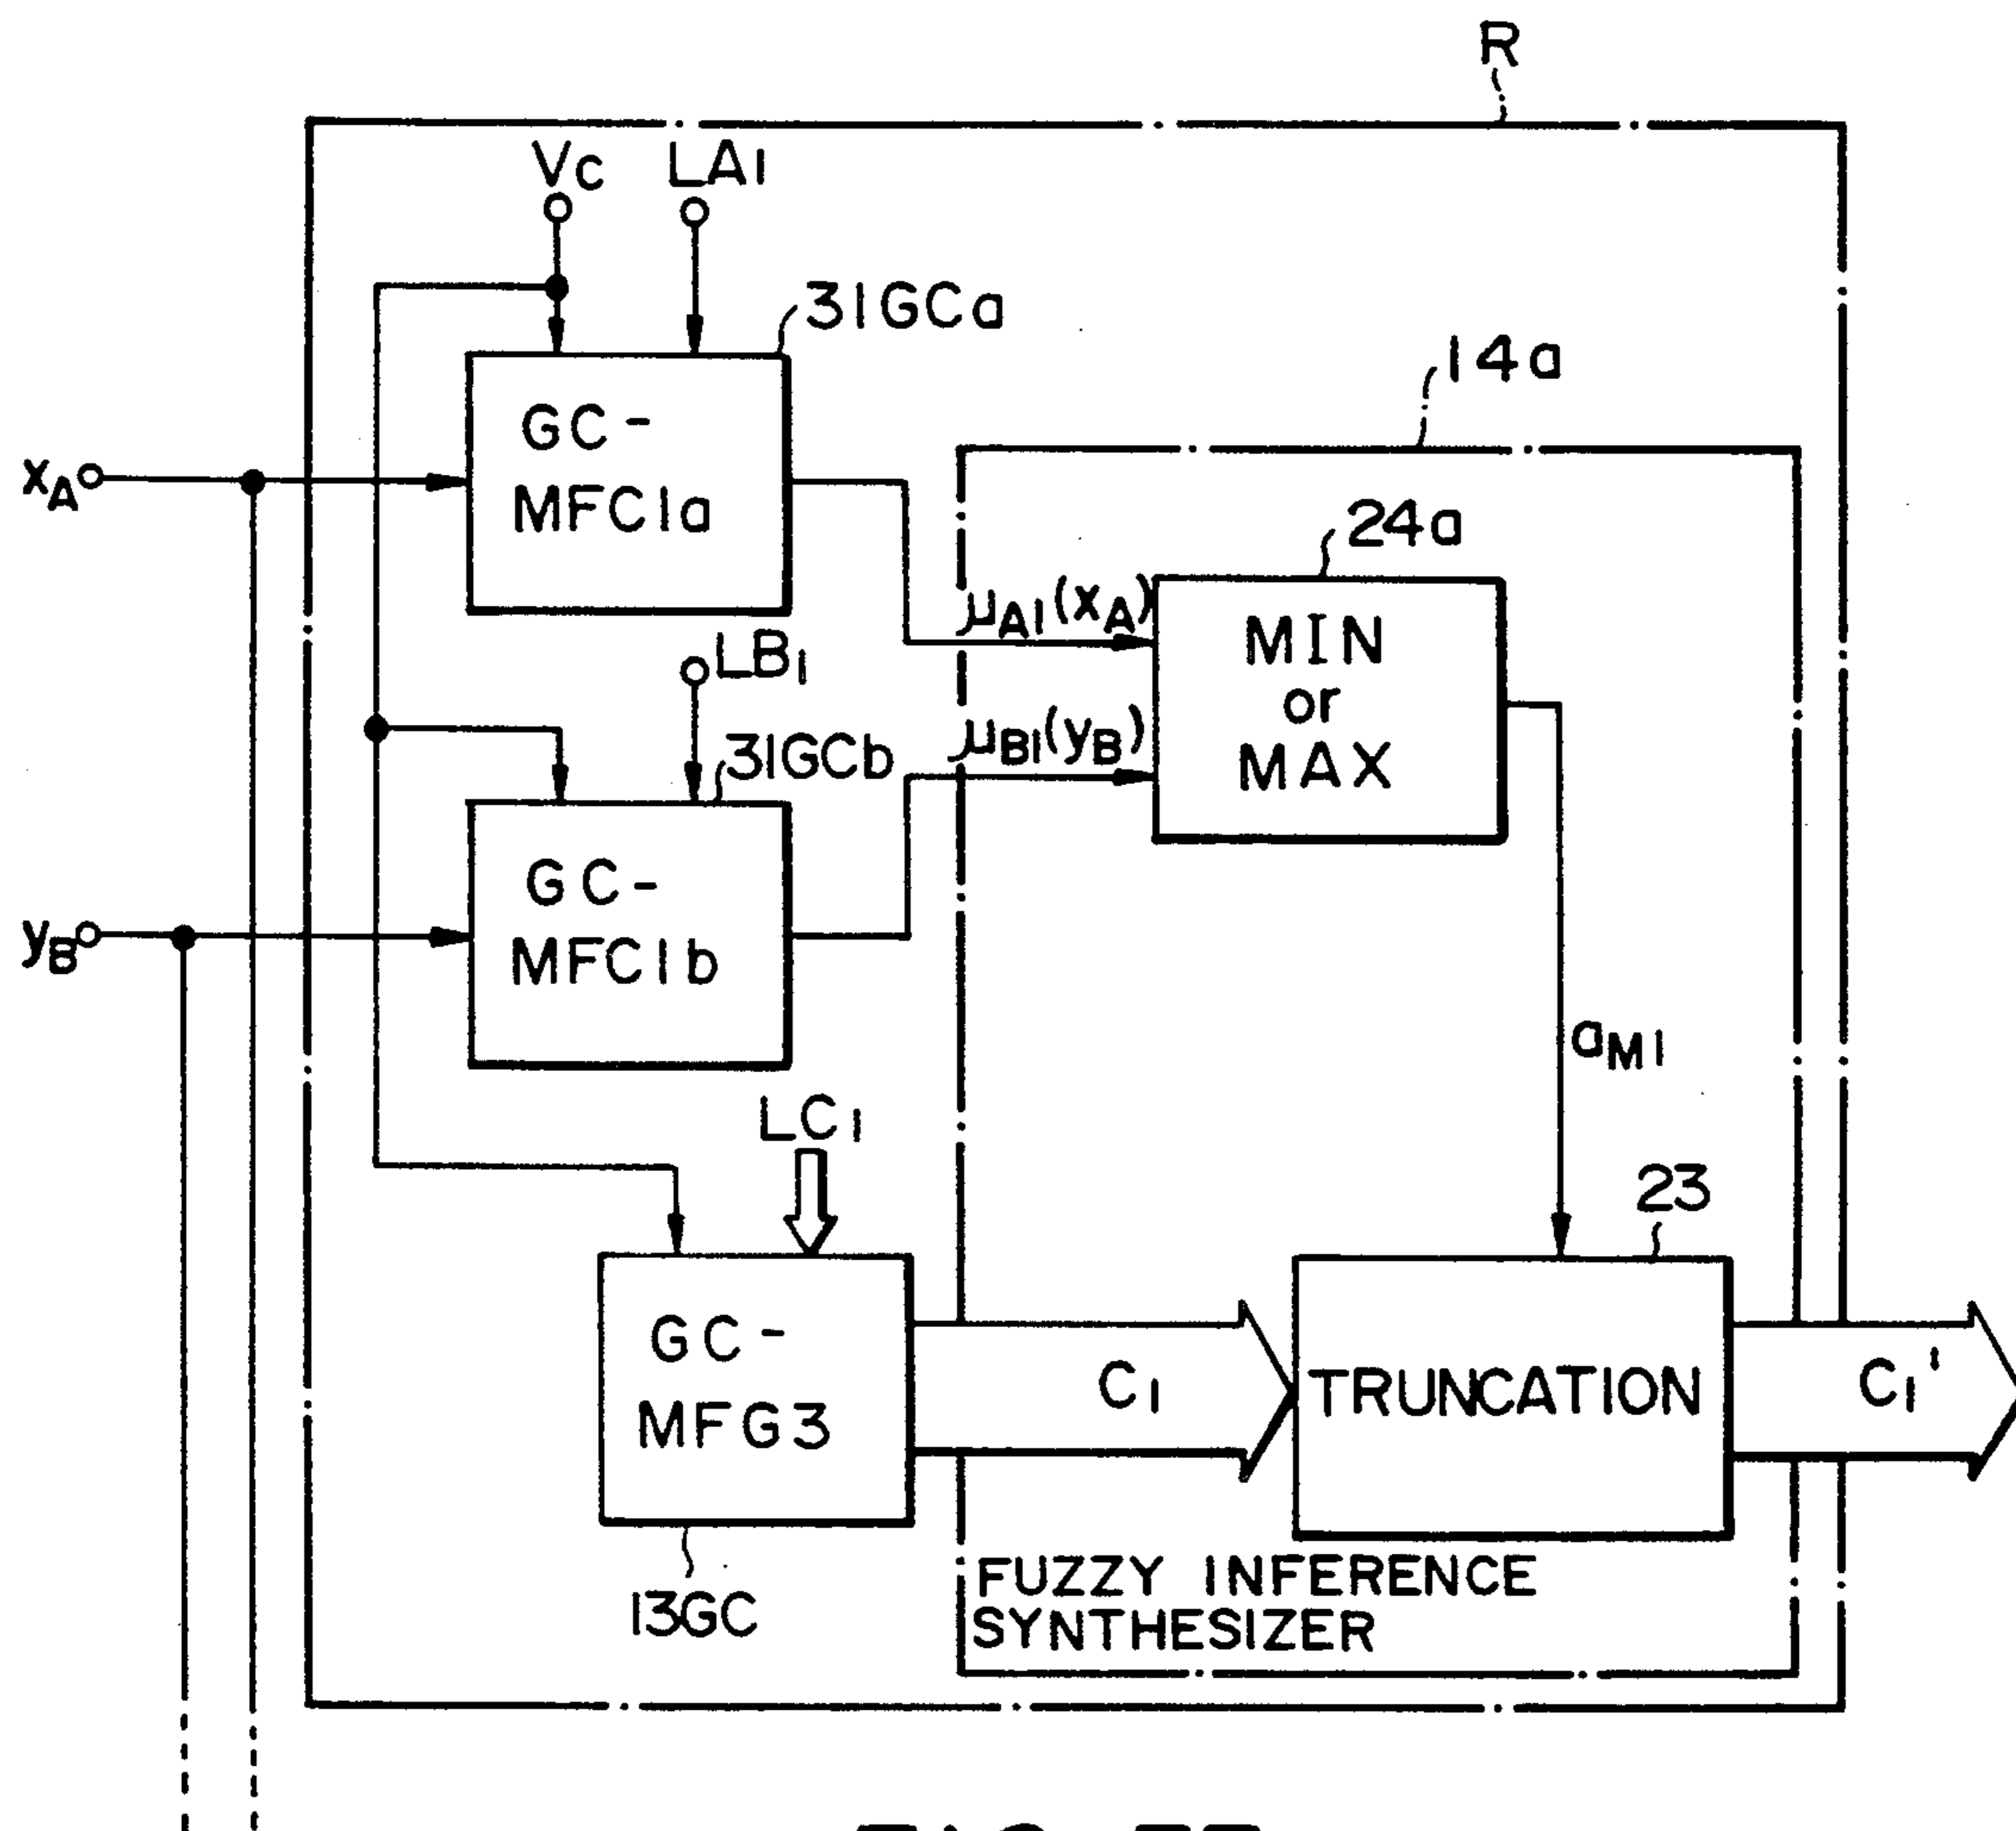 R
Vc LA1
31GCa
14a
GC-
MFC1a
xA
24a
μA1(xA)
MIN
or
MAX
LB1
μB1(yB)
31GCb
GC-
MFC1b
yB
aM1
LC1
23
GC-
MFG3
C1
TRUNCATION
C1'
13GC
FUZZY INFERENCE
SYNTHESIZER